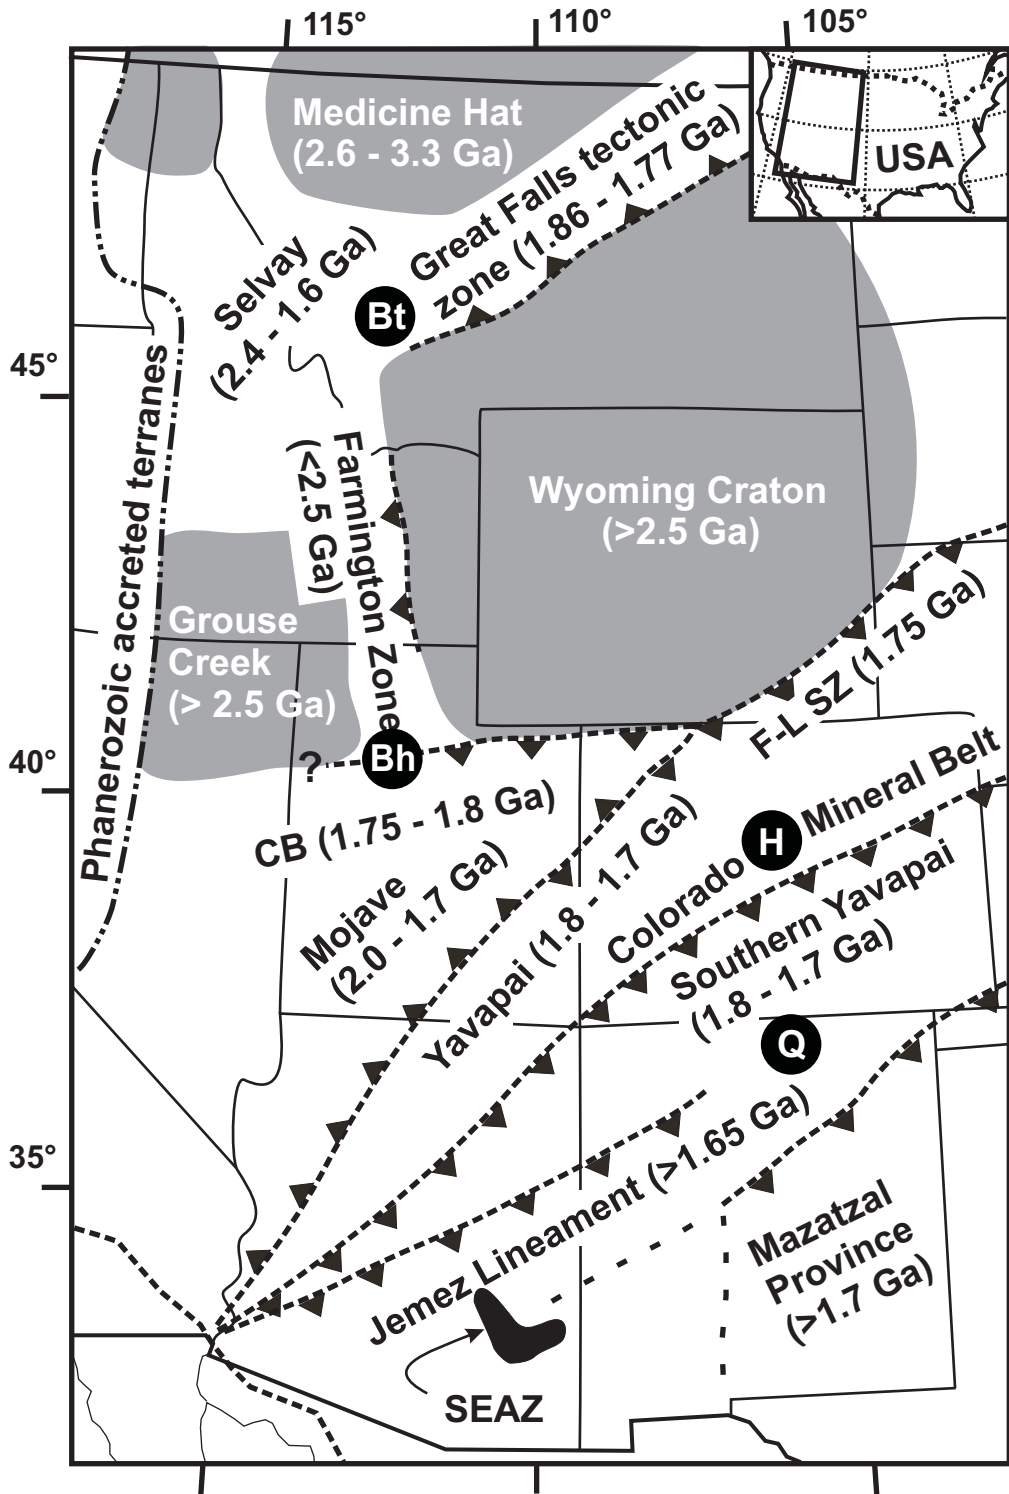 115°
110°
105°
Medicine Hat
(2.6 - 3.3 Ga)
Great Falls tectonic
zone (1.86 - 1.77 Ga)
USA
Selvay
(2.4 - 1.6 Ga)
Bt
45°
Phanerozoic accreted terranes
Farmington Zone
(<2.5 Ga)
Wyoming Craton
(>2.5 Ga)
Grouse
Creek
(> 2.5 Ga)
F-L SZ (1.75 Ga)
40°
?
Bh
CB (1.75 - 1.8 Ga)
Colorado
H
Mineral Belt
Mojave
(2.0 - 1.7 Ga)
Yavapai (1.8 - 1.7 Ga)
Southern Yavapai
(1.8 - 1.7 Ga)
Q
35°
Jemez Lineament (>1.65 Ga)
Mazatzal
Province
(>1.7 Ga)
SEAZ